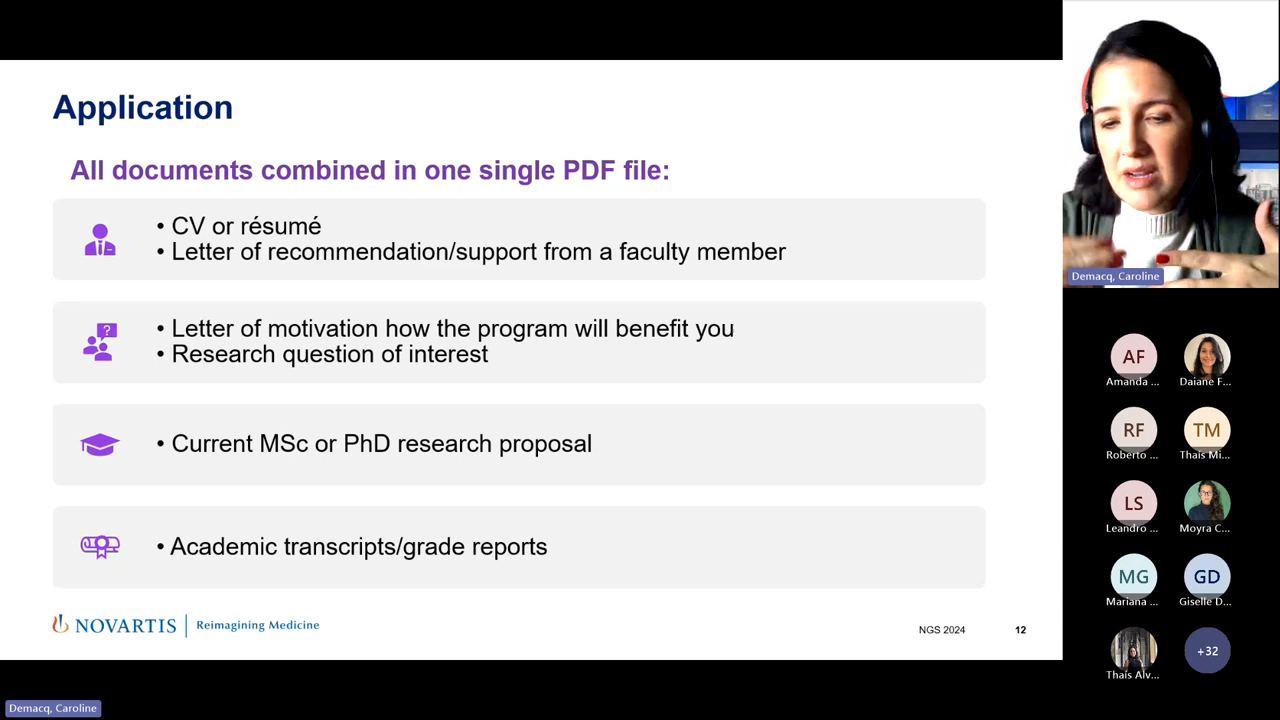 Application
All documents combined in one single PDF file:
• CV or résumé
• Letter of recommendation/support from a faculty member
?
• Letter of motivation how the program will benefit you
• Research question of interest
• Current MSc or PhD research proposal
• Academic transcripts/grade reports
NOVARTIS | Reimagining Medicine
NGS 2024
12
Demacq, Caroline
AF
Amanda ...
Daiane F...
RF
Roberto ...
TM
Thais Mi...
LS
Leandro ...
Moyra C...
MG
Mariana ...
GD
Giselle D...
Thaís Alv...
+32
Demacq, Caroline